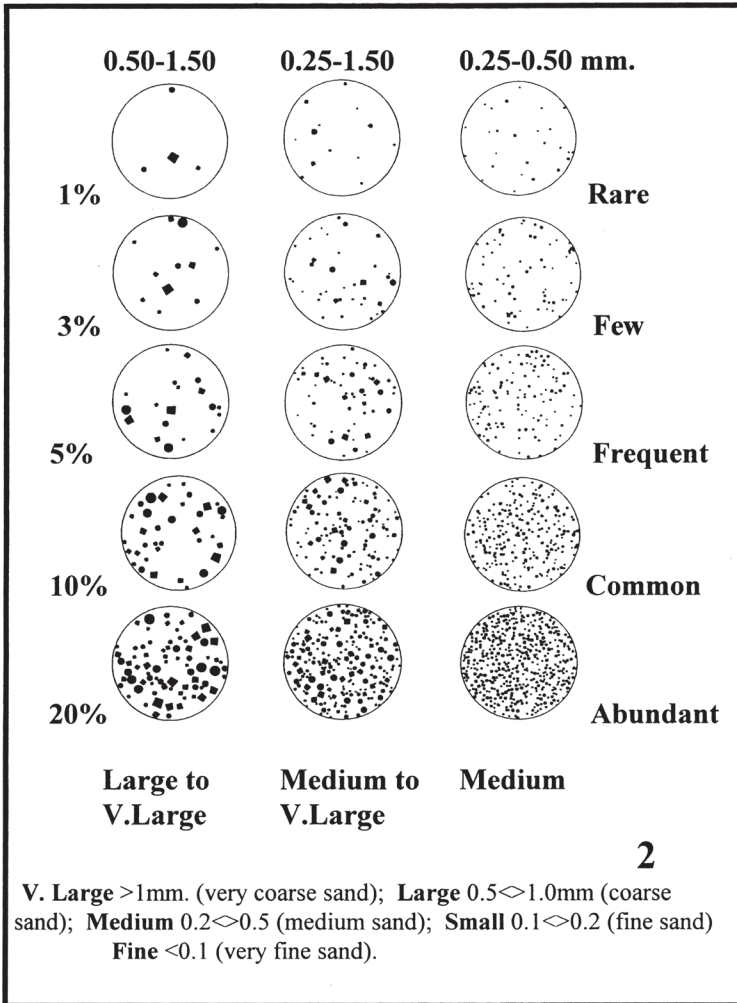 0.50-1.50 0.25-1.50 0.25-0.50 mm.
1% Rare
3% Few
5% Frequent
10% Common
20% Abundant
Large to Medium to Medium
V.Large V.Large
2
V. Large >1mm. (very coarse sand); Large 0.5<>1.0mm (coarse
sand); Medium 0.2<>0.5 (medium sand); Small 0.1<>0.2 (fine sand)
Fine <0.1 (very fine sand).